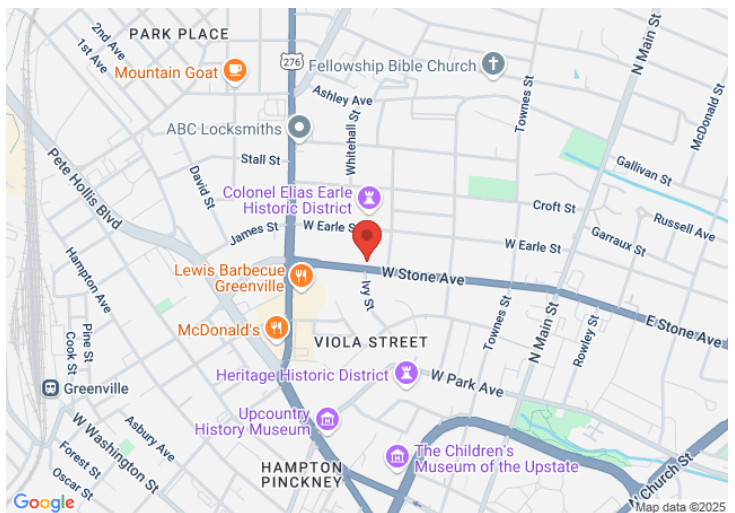 PARK PLACE
2nd Ave
1st Ave
Mountain Goat
276
Fellowship Bible Church
Ashley Ave
N Main St
Townes St
McDonald St
ABC Locksmiths
Whitehall St
Stall St
Gallivan St
Pete Hollis Blvd
David St
Colonel Elias Earle
Historic District
Croft St
Russell Ave
James St
W Earle St
W Earle St
Garraux St
Hampton Ave
Lewis Barbecue
Greenville
W Stone Ave
Ivy St
E Stone Ave
McDonald's
Pine St
Cook St
VIOLA STREET
Townes St
N Main St
Rowley St
Greenville
Heritage Historic District
W Park Ave
Upcountry
History Museum
W Washington St
Asbury Ave
Forest St
Oscar St
The Children's
Museum of the Upstate
HAMPTON
PINCKNEY
N Church St
Google
Map data ©2025